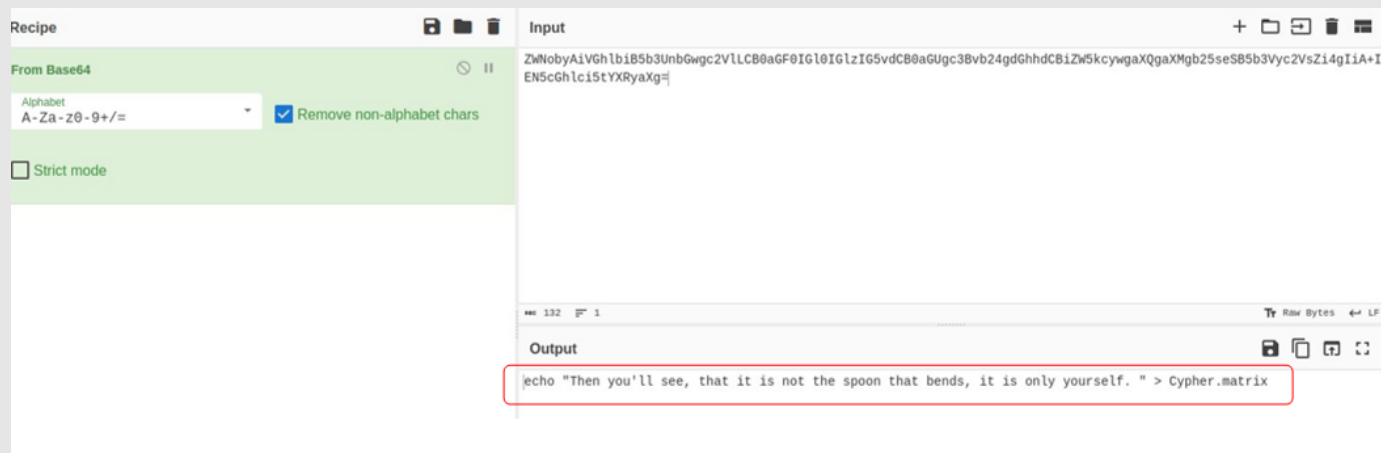 Recipe
Input
From Base64
Alphabet
A-Za-z0-9+/=
Remove non-alphabet chars
Strict mode
ZWNobyAiVGhlbiB5b3UnbGwgc2VlLCB0aGF0IGl0IGlzIG5vdCB0aGUgc3Bvb24gdGhhdCBiZW5kcywgaXQgaXMgb25seSB5b3Vyc2VsZi4gIiA+I
EN5cGhlci5tYXRyaXg=
132 1
Raw Bytes LF
Output
echo "Then you'll see, that it is not the spoon that bends, it is only yourself. " > Cypher.matrix